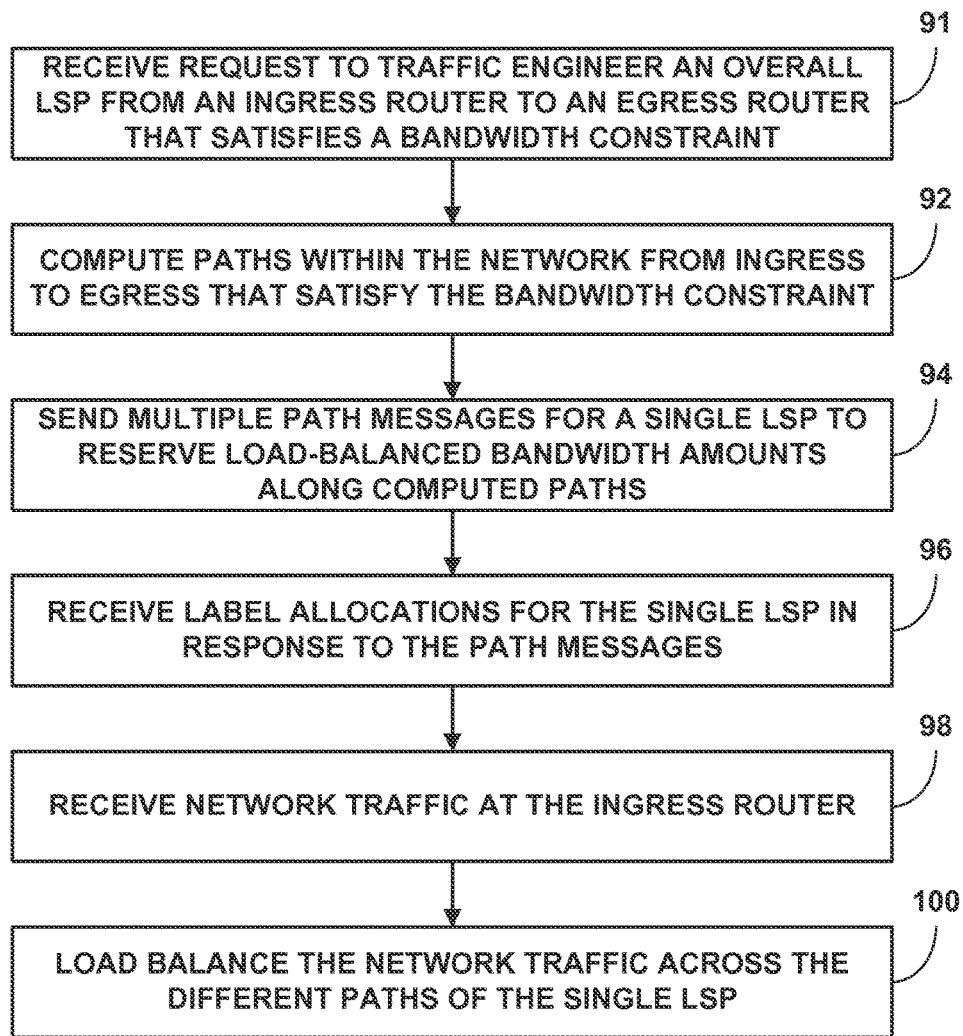 91
RECEIVE REQUEST TO TRAFFIC ENGINEER AN OVERALL
LSP FROM AN INGRESS ROUTER TO AN EGRESS ROUTER
THAT SATISFIES A BANDWIDTH CONSTRAINT
92
COMPUTE PATHS WITHIN THE NETWORK FROM INGRESS
TO EGRESS THAT SATISFY THE BANDWIDTH CONSTRAINT
94
SEND MULTIPLE PATH MESSAGES FOR A SINGLE LSP TO
RESERVE LOAD-BALANCED BANDWIDTH AMOUNTS
ALONG COMPUTED PATHS
96
RECEIVE LABEL ALLOCATIONS FOR THE SINGLE LSP IN
RESPONSE TO THE PATH MESSAGES
98
RECEIVE NETWORK TRAFFIC AT THE INGRESS ROUTER
100
LOAD BALANCE THE NETWORK TRAFFIC ACROSS THE
DIFFERENT PATHS OF THE SINGLE LSP